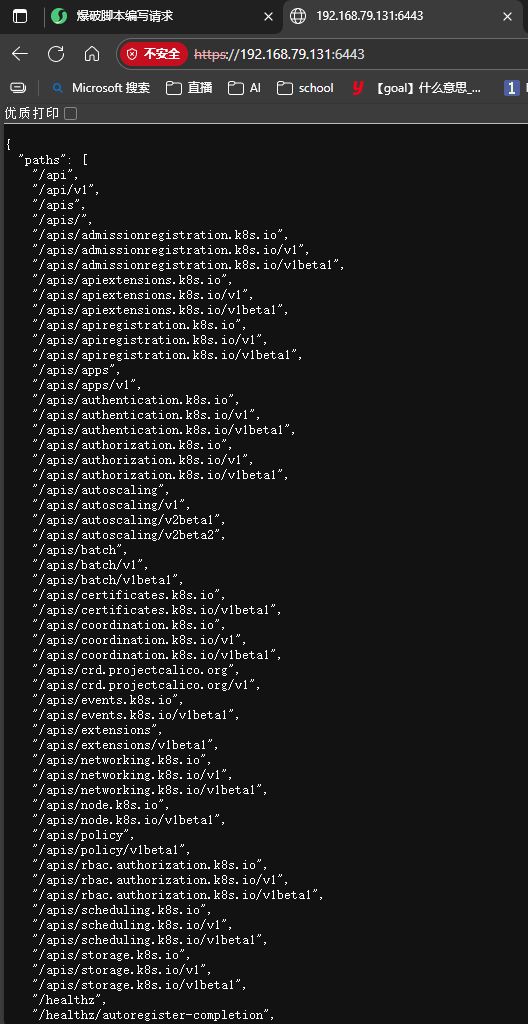 爆破脚本编写请求
192.168.79.131:6443
不安全 https://192.168.79.131:6443
Microsoft 搜索 直播 AI school 【goal】什么意思_... 1
优质打印
{
"paths": [
"/api",
"/api/v1",
"/apis",
"/apis/",
"/apis/admissionregistration.k8s.io",
"/apis/admissionregistration.k8s.io/v1",
"/apis/admissionregistration.k8s.io/v1beta1",
"/apis/apiextensions.k8s.io",
"/apis/apiextensions.k8s.io/v1",
"/apis/apiextensions.k8s.io/v1beta1",
"/apis/apiregistration.k8s.io",
"/apis/apiregistration.k8s.io/v1",
"/apis/apiregistration.k8s.io/v1beta1",
"/apis/apps",
"/apis/apps/v1",
"/apis/authentication.k8s.io",
"/apis/authentication.k8s.io/v1",
"/apis/authentication.k8s.io/v1beta1",
"/apis/authorization.k8s.io",
"/apis/authorization.k8s.io/v1",
"/apis/authorization.k8s.io/v1beta1",
"/apis/autoscaling",
"/apis/autoscaling/v1",
"/apis/autoscaling/v2beta1",
"/apis/autoscaling/v2beta2",
"/apis/batch",
"/apis/batch/v1",
"/apis/batch/v1beta1",
"/apis/certificates.k8s.io",
"/apis/certificates.k8s.io/v1beta1",
"/apis/coordination.k8s.io",
"/apis/coordination.k8s.io/v1",
"/apis/coordination.k8s.io/v1beta1",
"/apis/crd.projectcalico.org",
"/apis/crd.projectcalico.org/v1",
"/apis/events.k8s.io",
"/apis/events.k8s.io/v1beta1",
"/apis/extensions",
"/apis/extensions/v1beta1",
"/apis/networking.k8s.io",
"/apis/networking.k8s.io/v1",
"/apis/networking.k8s.io/v1beta1",
"/apis/node.k8s.io",
"/apis/node.k8s.io/v1beta1",
"/apis/policy",
"/apis/policy/v1beta1",
"/apis/rbac.authorization.k8s.io",
"/apis/rbac.authorization.k8s.io/v1",
"/apis/rbac.authorization.k8s.io/v1beta1",
"/apis/scheduling.k8s.io",
"/apis/scheduling.k8s.io/v1",
"/apis/scheduling.k8s.io/v1beta1",
"/apis/storage.k8s.io",
"/apis/storage.k8s.io/v1",
"/apis/storage.k8s.io/v1beta1",
"/healthz",
"/healthz/autoregister-completion",